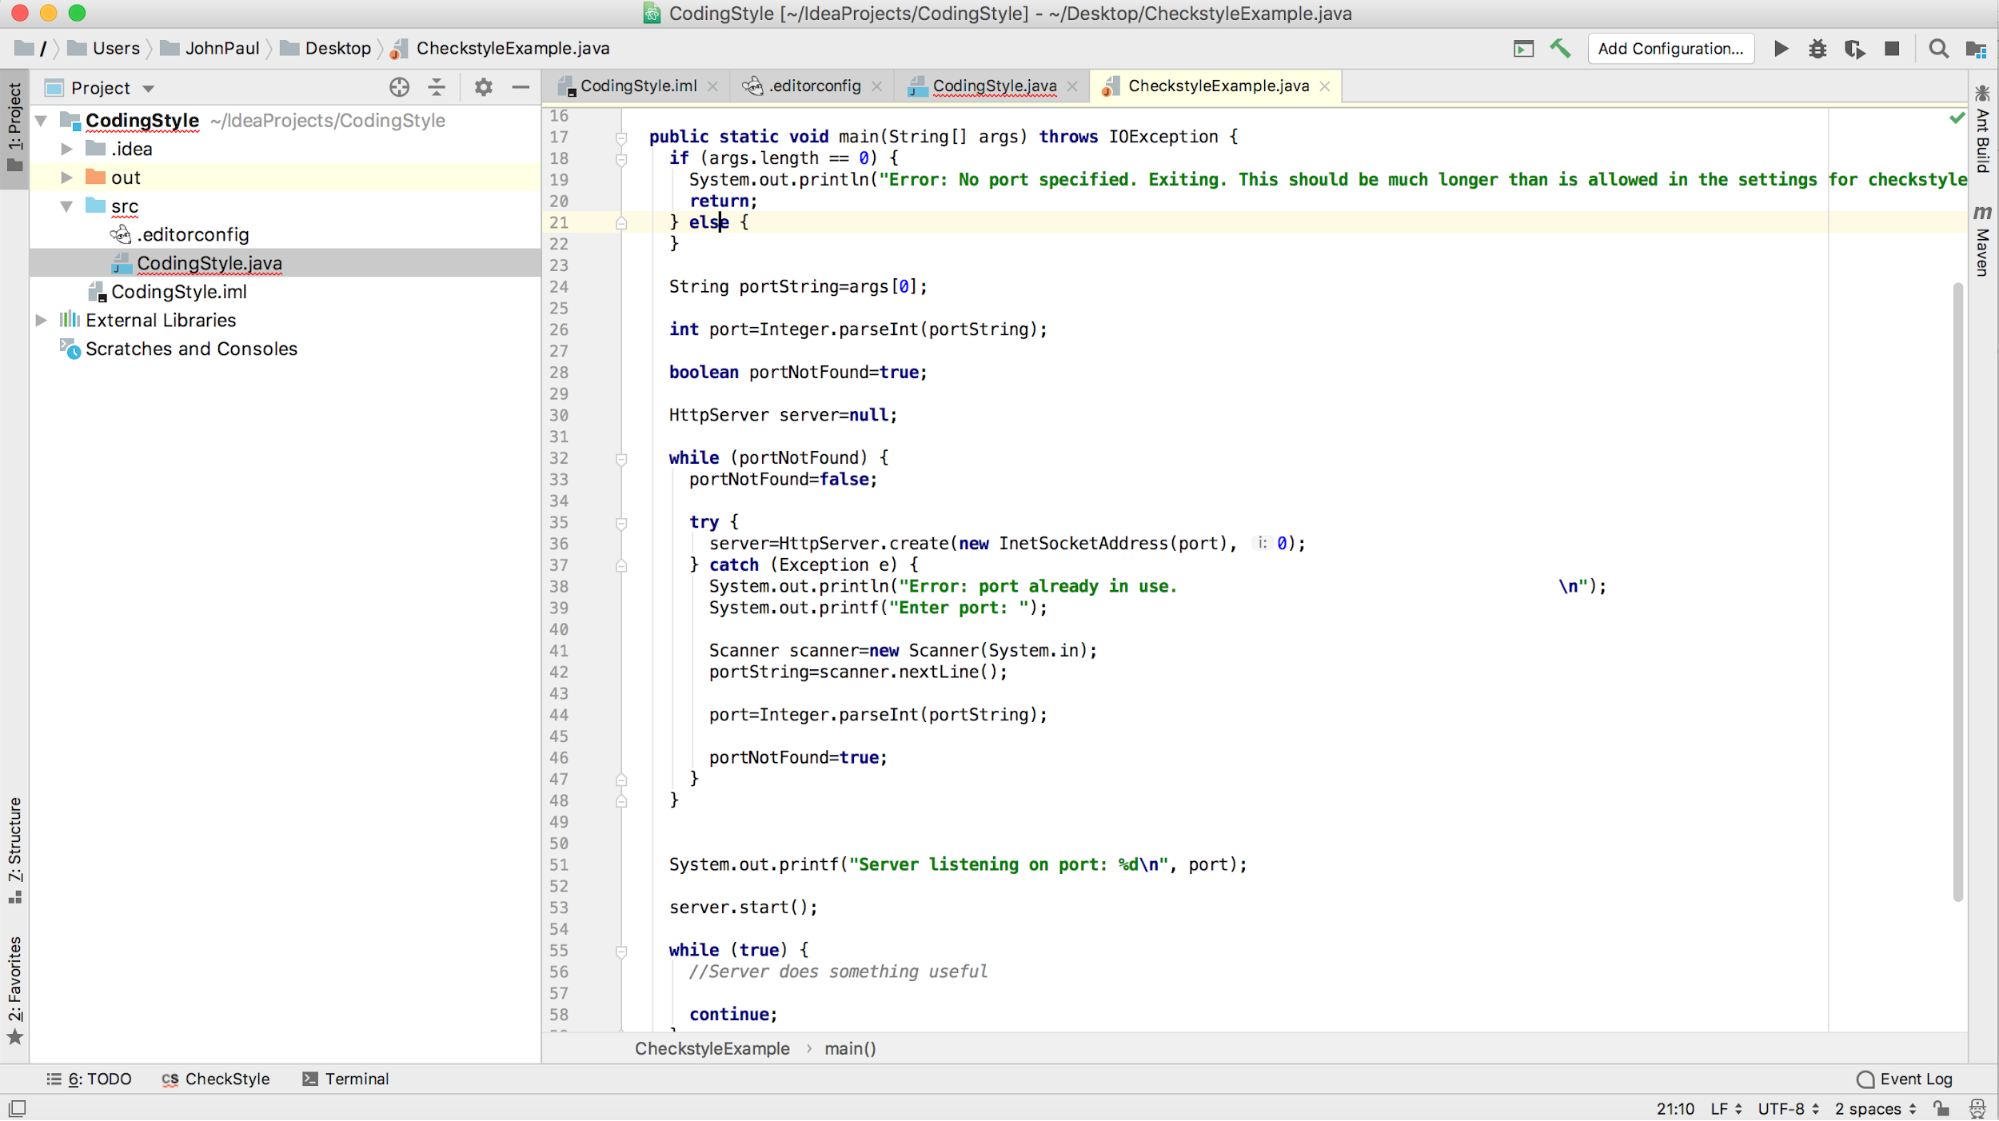 CodingStyle [~/IdeaProjects/CodingStyle] - ~/Desktop/CheckstyleExample.java
/ Users JohnPaul Desktop CheckstyleExample.java
Add Configuration...
1: Project
Project
CodingStyle ~/IdeaProjects/CodingStyle
.idea
out
src
.editorconfig
CodingStyle.java
CodingStyle.iml
External Libraries
Scratches and Consoles
CodingStyle.iml .editorconfig CodingStyle.java CheckstyleExample.java
16
17 public static void main(String[] args) throws IOException {
18 if (args.length == 0) {
19 System.out.println("Error: No port specified. Exiting. This should be much longer than is allowed in the settings for checkstyle
20 return;
21 } else {
22 }
23
24 String portString=args[0];
25
26 int port=Integer.parseInt(portString);
27
28 boolean portNotFound=true;
29
30 HttpServer server=null;
31
32 while (portNotFound) {
33 portNotFound=false;
34
35 try {
36 server=HttpServer.create(new InetSocketAddress(port), i: 0);
37 } catch (Exception e) {
38 System.out.println("Error: port already in use. \n");
39 System.out.printf("Enter port: ");
40
41 Scanner scanner=new Scanner(System.in);
42 portString=scanner.nextLine();
43
44 port=Integer.parseInt(portString);
45
46 portNotFound=true;
47 }
48 }
49
50
51 System.out.printf("Server listening on port: %d\n", port);
52
53 server.start();
54
55 while (true) {
56 //Server does something useful
57
58 continue;
CheckstyleExample › main()
Ant Build
m Maven
Z: Structure
2: Favorites
6: TODO CS CheckStyle Terminal Event Log
21:10 LF UTF-8 2 spaces